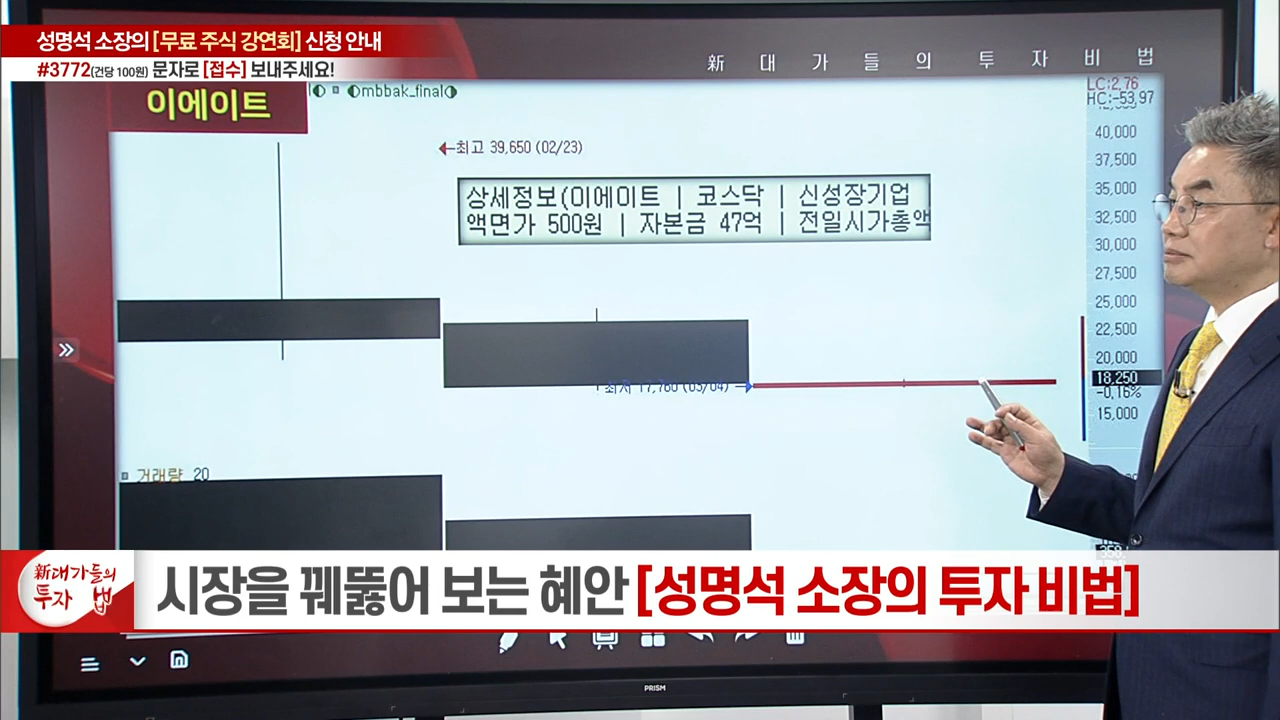 성명석 소장의 [무료 주식 강연회] 신청 안내
#3772(건당 100원) 문자로 [접수] 보내주세요!
新 대 가 들 의 투 자 비 법
이에이트
mbbak_final
LC:2,76
HC:-53,97
최고 39,650 (02/23)
40,000
37,500
35,000
32,500
30,000
27,500
25,000
22,500
20,000
18,250
-0,16%
15,000
상세정보(이에이트 | 코스닥 | 신성장기업
액면가 500원 | 자본금 47억 | 전일시가총액
최저 17,760 (03/04)
거래량 20
新대가들의
투자 비법
시장을 꿰뚫어 보는 혜안 [성명석 소장의 투자 비법]
PRISM